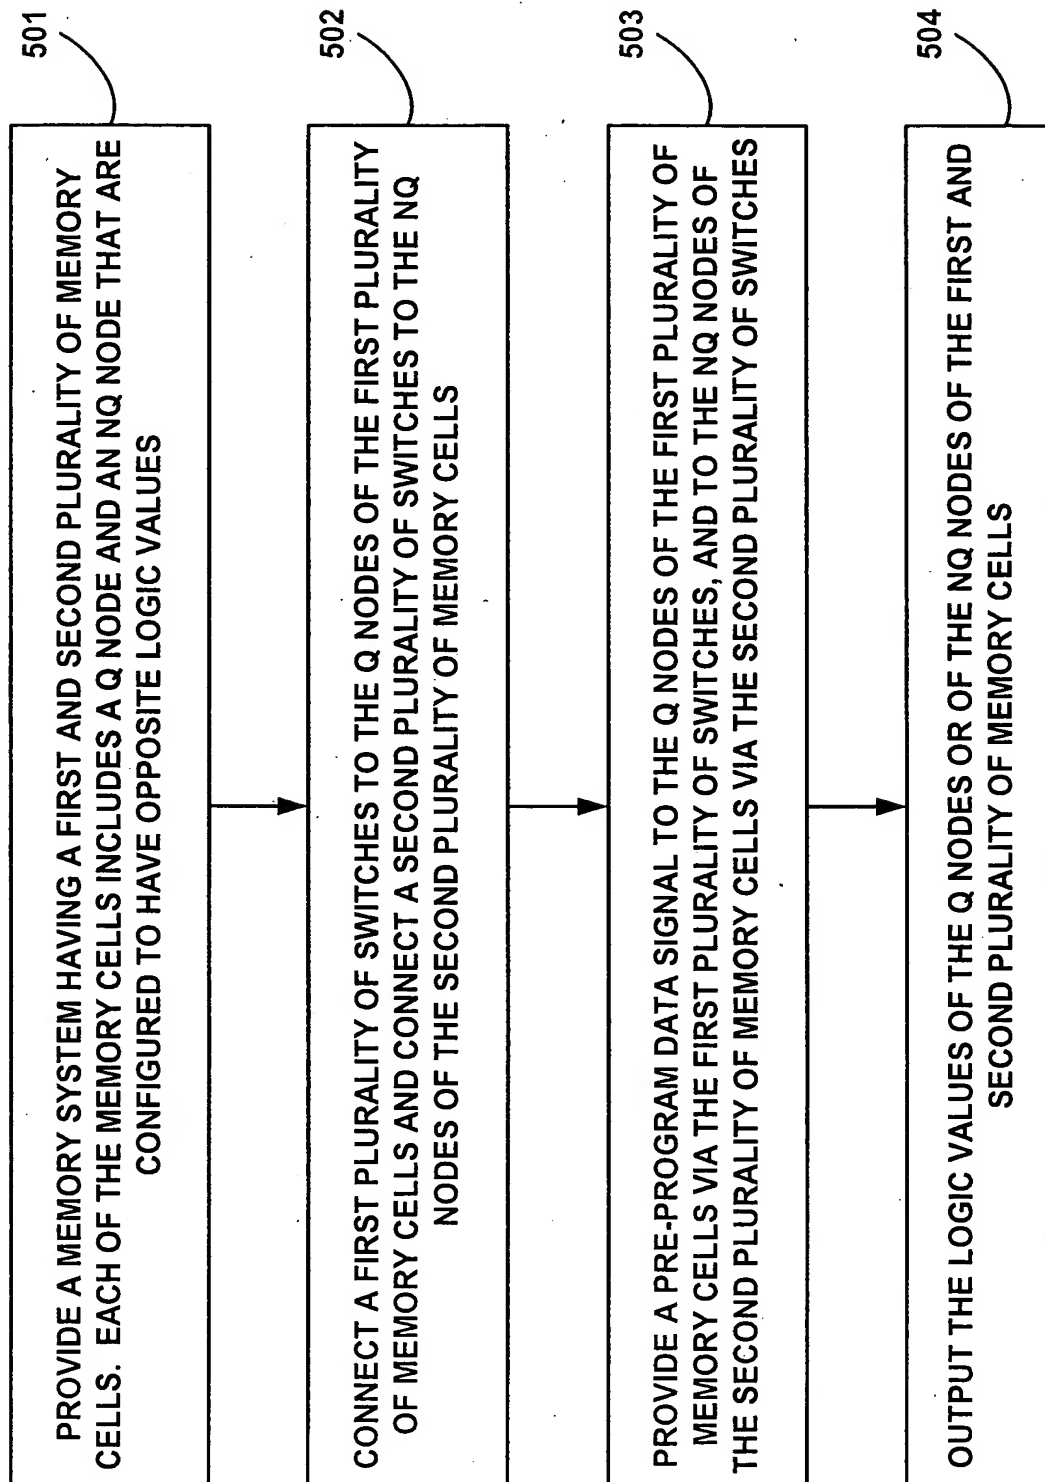 501
PROVIDE A MEMORY SYSTEM HAVING A FIRST AND SECOND PLURALITY OF MEMORY
CELLS. EACH OF THE MEMORY CELLS INCLUDES A Q NODE AND AN NQ NODE THAT ARE
CONFIGURED TO HAVE OPPOSITE LOGIC VALUES
502
CONNECT A FIRST PLURALITY OF SWITCHES TO THE Q NODES OF THE FIRST PLURALITY
OF MEMORY CELLS AND CONNECT A SECOND PLURALITY OF SWITCHES TO THE NQ
NODES OF THE SECOND PLURALITY OF MEMORY CELLS
503
PROVIDE A PRE-PROGRAM DATA SIGNAL TO THE Q NODES OF THE FIRST PLURALITY OF
MEMORY CELLS VIA THE FIRST PLURALITY OF SWITCHES, AND TO THE NQ NODES OF
THE SECOND PLURALITY OF MEMORY CELLS VIA THE SECOND PLURALITY OF SWITCHES
504
OUTPUT THE LOGIC VALUES OF THE Q NODES OR OF THE NQ NODES OF THE FIRST AND
SECOND PLURALITY OF MEMORY CELLS